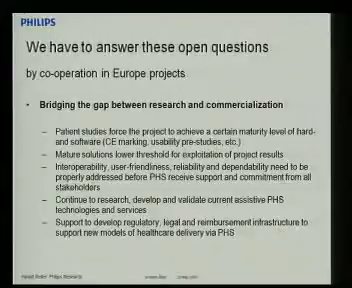 PHILIPS
We have to answer these open questions
by co-operation in Europe projects
• Bridging the gap between research and commercialization
– Patient studies force the project to achieve a certain maturity level of hard-
and software (CE marking, usability pre-studies, etc.)
– Mature solutions lower threshold for exploitation of project results
– Interoperability, user-friendliness, reliability and dependability need to be
properly addressed before PHS receive support and commitment from all
stakeholders
– Continue to research, develop and validate current assistive PHS
technologies and services
– Support to develop regulatory, legal and reimbursement infrastructure to
support new models of healthcare delivery via PHS
Philips Research